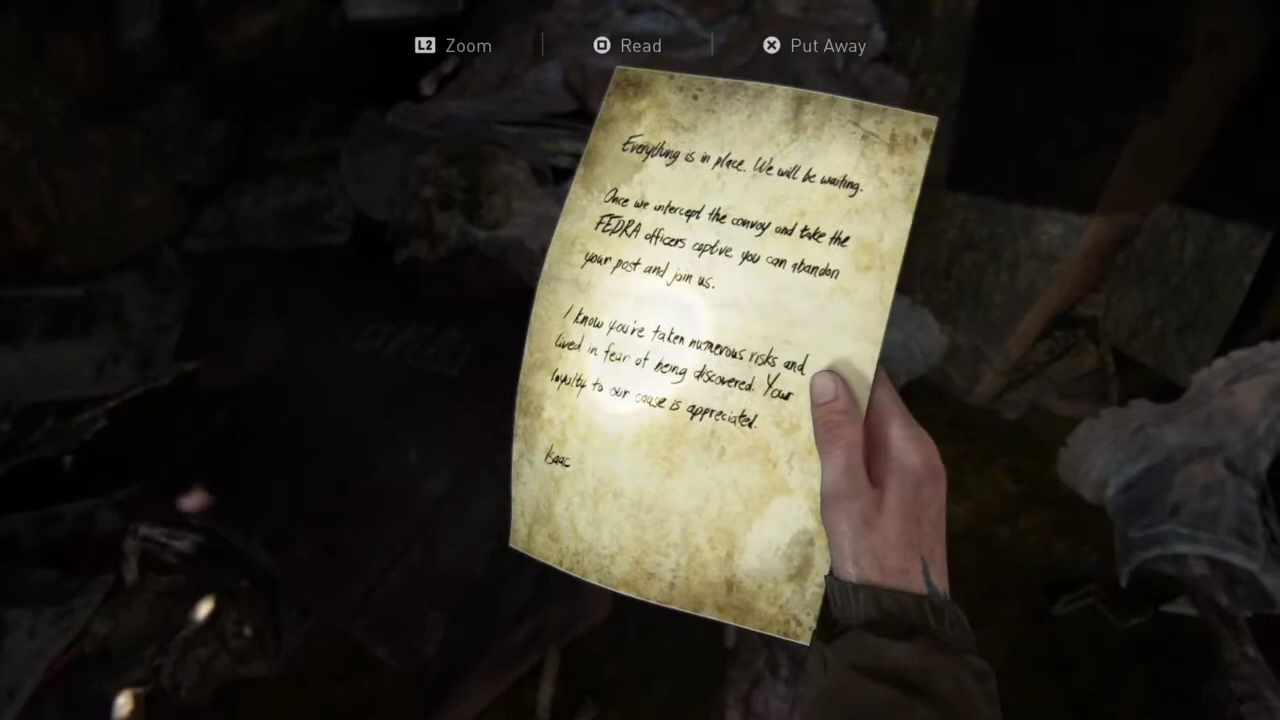 L2 Zoom | Read | Put Away
Everything is in place. We will be waiting.
Once we intercept the convoy and take the
FEDRA officers captive, you can abandon
your post and join us.
I know you're taken numerous risks and
lived in fear of being discovered. Your
loyalty to our cause is appreciated.
Isaac